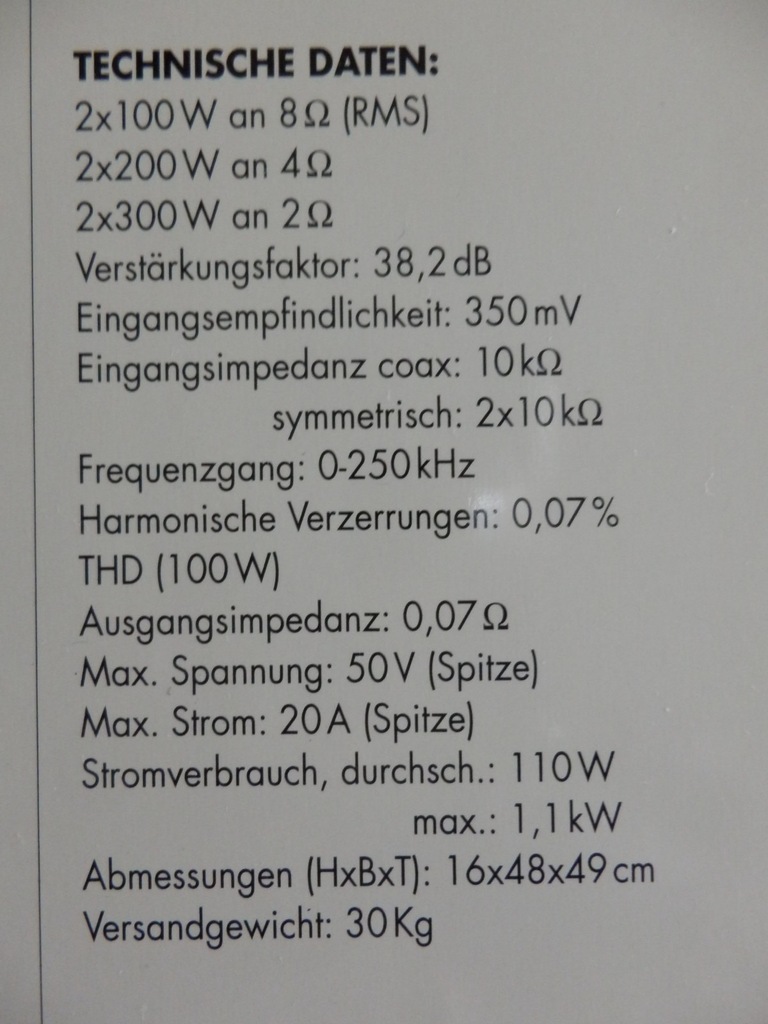 TECHNISCHE DATEN:
2x100W an 8Ω (RMS)
2x200W an 4Ω
2x300W an 2Ω
Verstärkungsfaktor: 38,2dB
Eingangsempfindlichkeit: 350mV
Eingangsimpedanz coax: 10kΩ
symmetrisch: 2x10kΩ
Frequenzgang: 0-250kHz
Harmonische Verzerrungen: 0,07%
THD (100W)
Ausgangsimpedanz: 0,07Ω
Max. Spannung: 50V (Spitze)
Max. Strom: 20A (Spitze)
Stromverbrauch, durchsch.: 110W
max.: 1,1kW
Abmessungen (HxBxT): 16x48x49cm
Versandgewicht: 30Kg